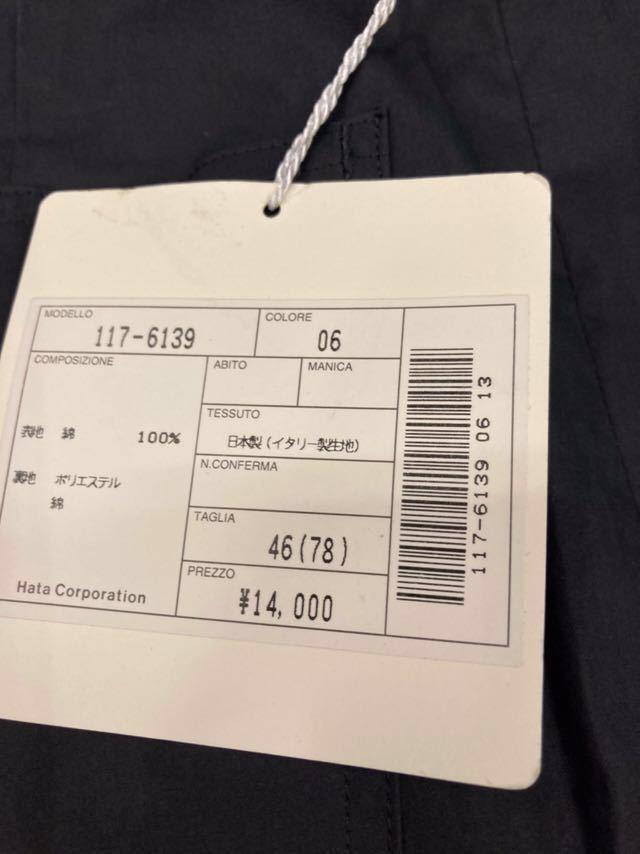 MODELLO
117-6139
COLORE
06
COMPOSIZIONE
表地 綿 100%
裏地 ポリエステル
綿
Hata Corporation
ABITO
MANICA
TESSUTO
日本製(イタリー製生地)
N.CONFERMA
TAGLIA
46(78)
PREZZO
¥14,000
117-6139 06 13